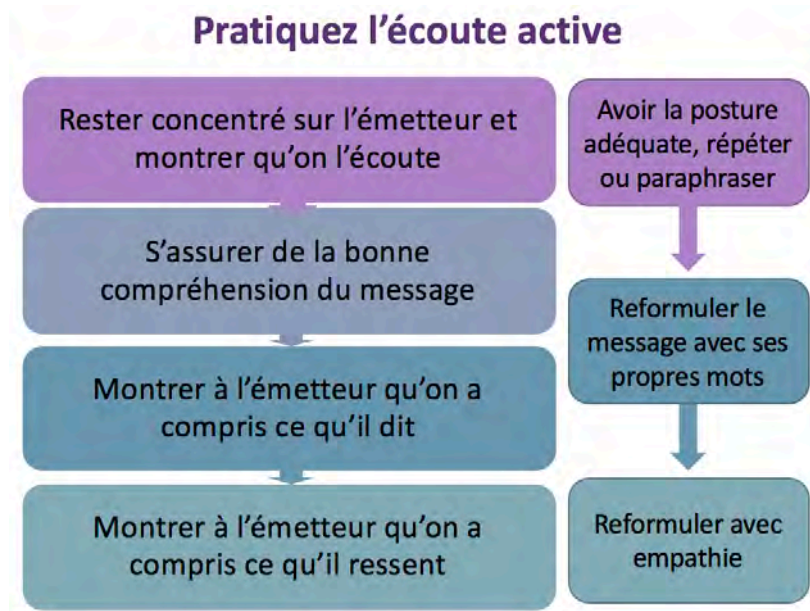 Pratiquez l’écoute active
Rester concentré sur l’émetteur et
montrer qu’on l’écoute
Avoir la posture
adéquate, répéter
ou paraphraser
S’assurer de la bonne
compréhension du message
Reformuler le
message avec ses
propres mots
Montrer à l’émetteur qu’on a
compris ce qu’il dit
Montrer à l’émetteur qu’on a
compris ce qu’il ressent
Reformuler avec
empathie